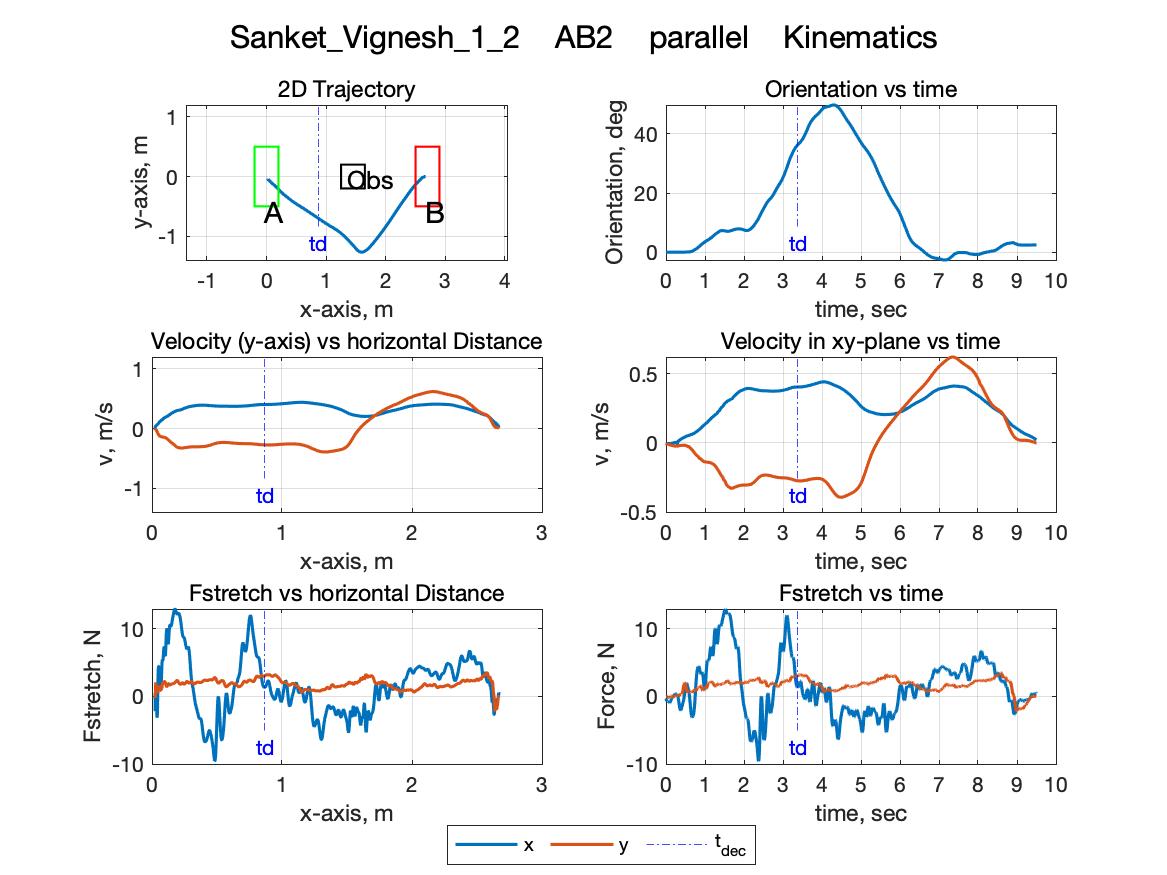 Sanket_Vignesh_1_2 AB2 parallel Kinematics
2D Trajectory
y-axis, m
1
0
-1
A
td
Obs
B
-1 0 1 2 3 4
x-axis, m
Orientation vs time
Orientation, deg
40
20
0
td
0 1 2 3 4 5 6 7 8 9 10
time, sec
Velocity (y-axis) vs horizontal Distance
v, m/s
1
0
-1
td
0 1 2 3
x-axis, m
Velocity in xy-plane vs time
v, m/s
0.5
0
-0.5
td
0 1 2 3 4 5 6 7 8 9 10
time, sec
Fstretch vs horizontal Distance
Fstretch, N
10
0
-10
td
0 1 2 3
x-axis, m
Fstretch vs time
Force, N
10
0
-10
td
0 1 2 3 4 5 6 7 8 9 10
time, sec
x y t_dec